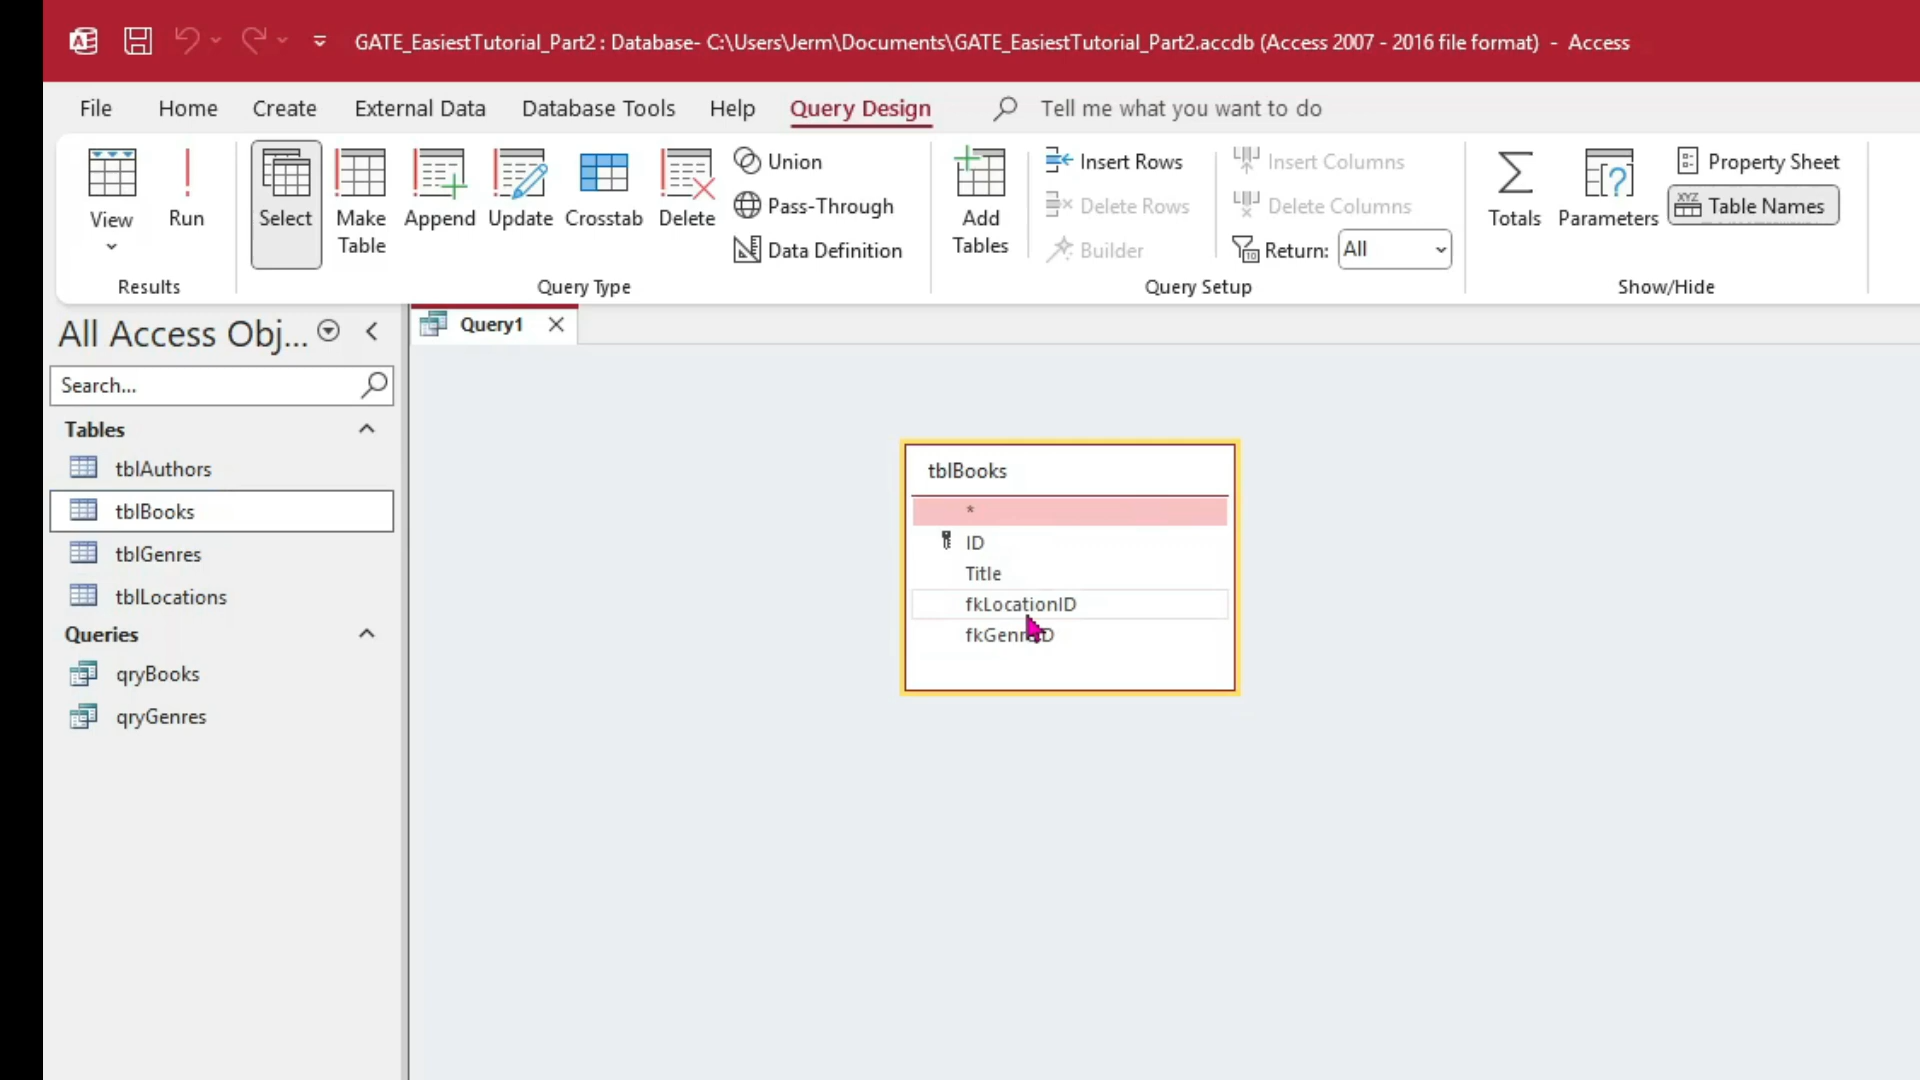 GATE_EasiestTutorial_Part2 : Database- C:\Users\Jerm\Documents\GATE_EasiestTutorial_Part2.accdb (Access 2007 - 2016 file format) - Access
File Home Create External Data Database Tools Help Query Design Tell me what you want to do
View
Run
Results
Select
Make
Table
Append
Update
Crosstab
Delete
Union
Pass-Through
Data Definition
Query Type
Add
Tables
Insert Rows
Delete Rows
Builder
Insert Columns
Delete Columns
Return: All
Query Setup
Totals
Parameters
Property Sheet
Table Names
Show/Hide
All Access Obj...
Search...
Tables
tblAuthors
tblBooks
tblGenres
tblLocations
Queries
qryBooks
qryGenres
Query1
tblBooks
*
ID
Title
fkLocationID
fkGenreID